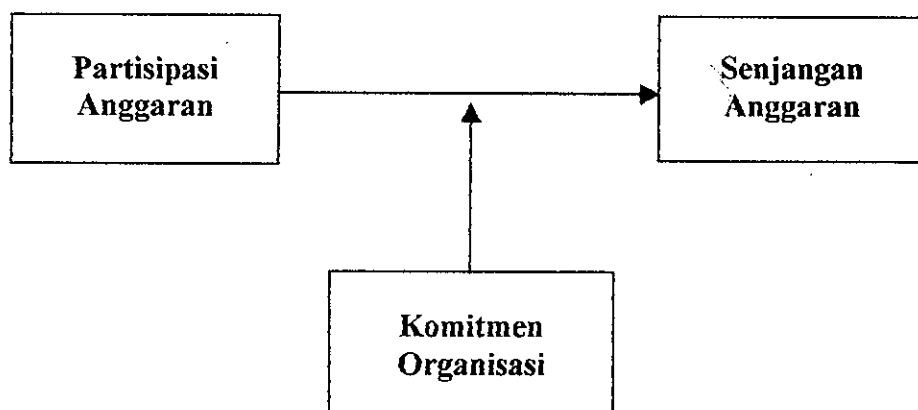 Partisipasi
Anggaran
Senjangan
Anggaran
Komitmen
Organisasi